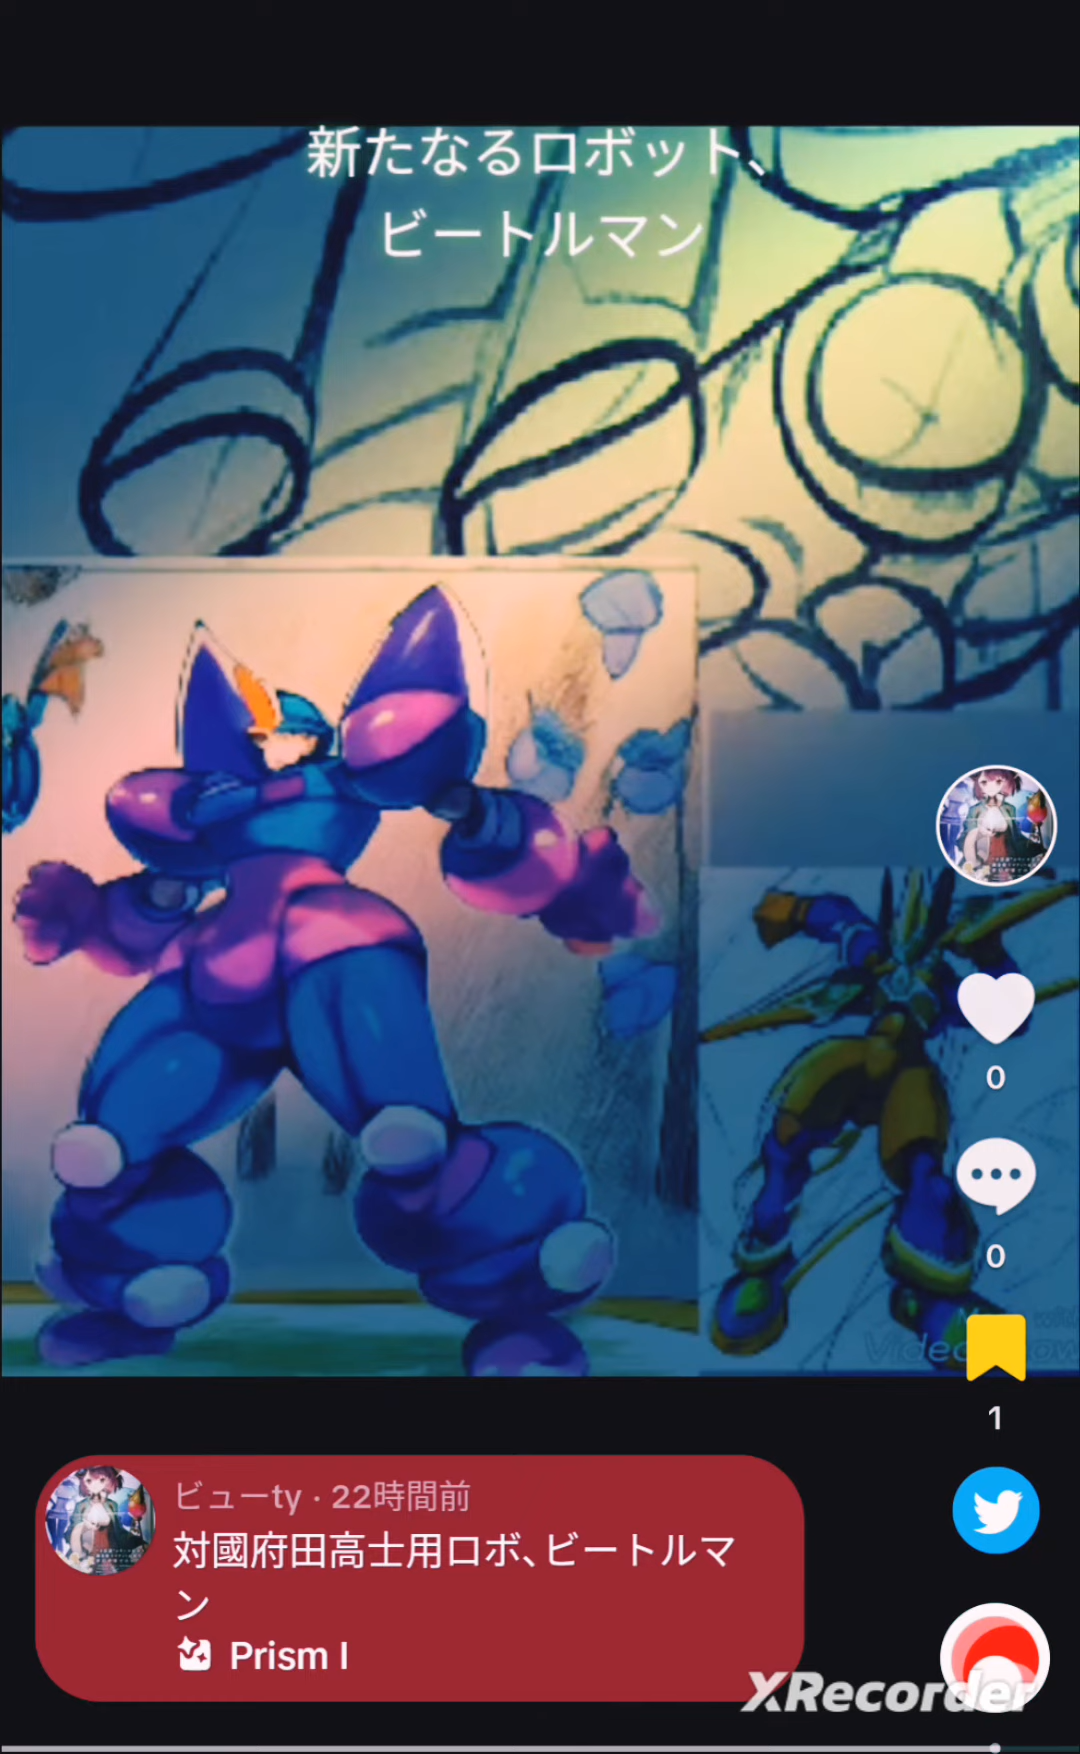 新たなるロボット、
ビートルマン
0
0
1
ビューty · 22時間前
対國府田高士用ロボ、ビートルマ
ン
Prism I
XRecorder